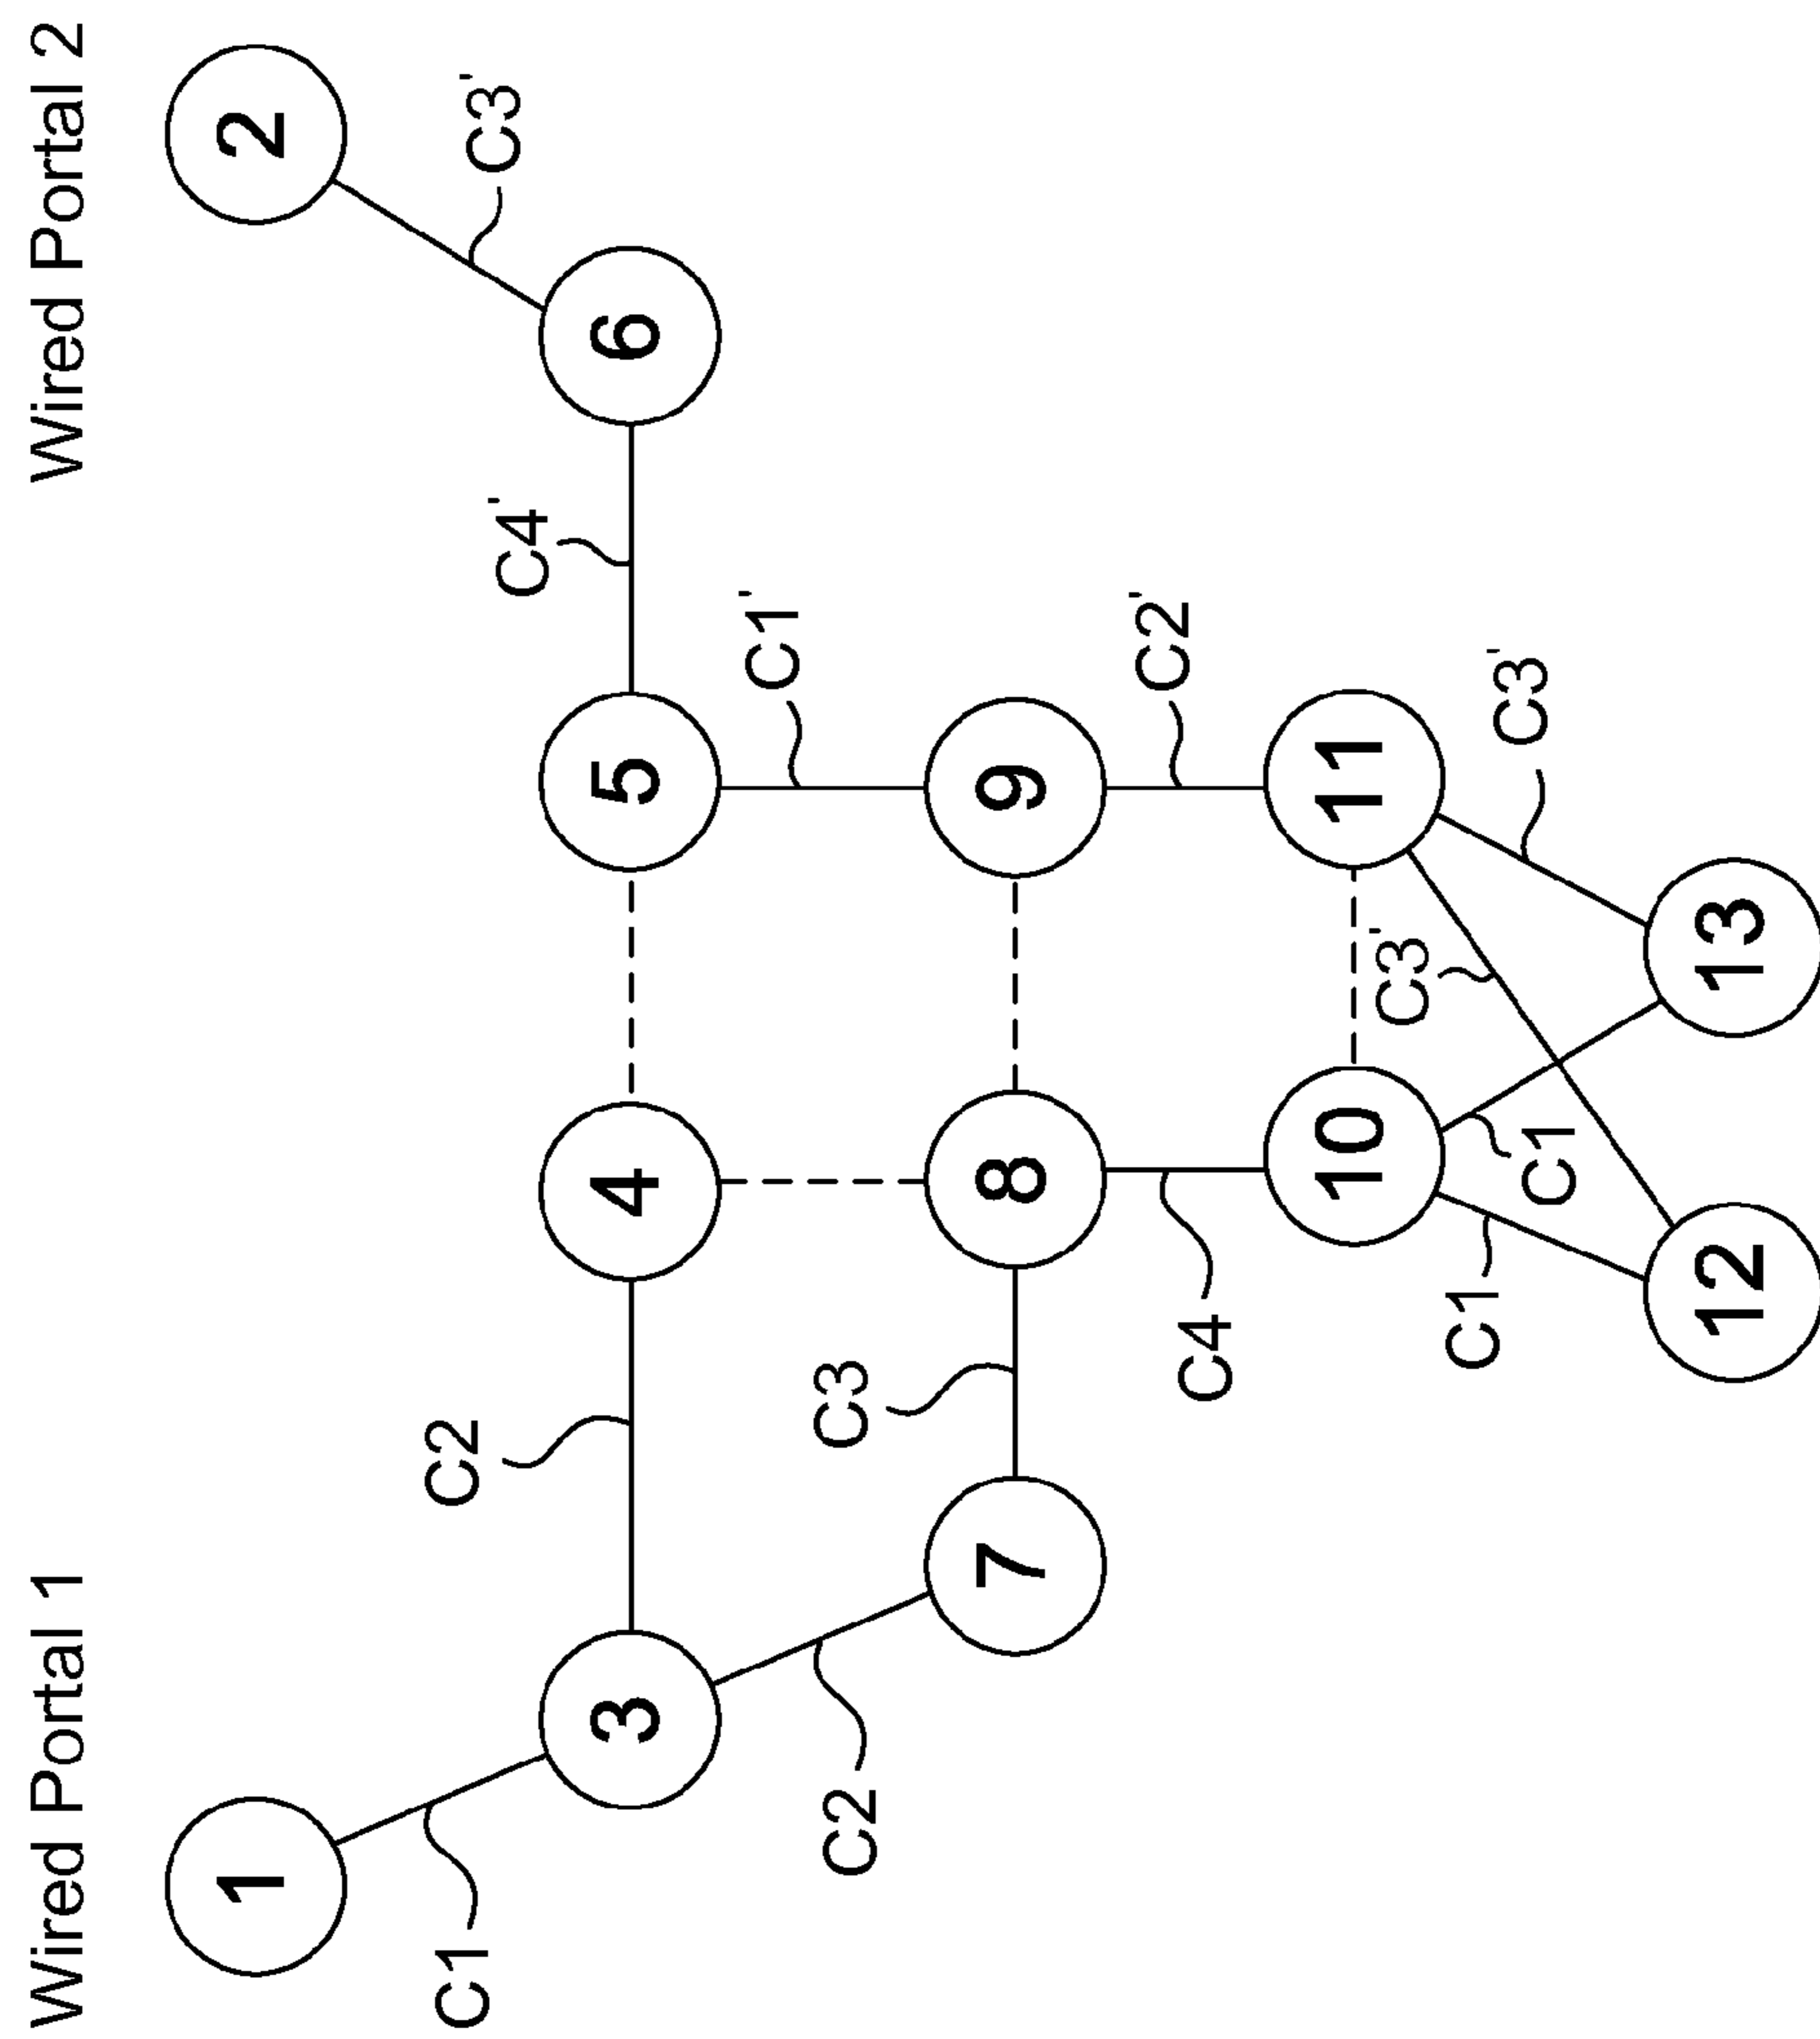 Wired Portal 1
Wired Portal 2
1
2
C1
C3'
3
C2
4
5
C4'
6
C2
C3
C1'
7
8
9
C4
C2'
10
11
C1
C1
C3'
C3'
12
13